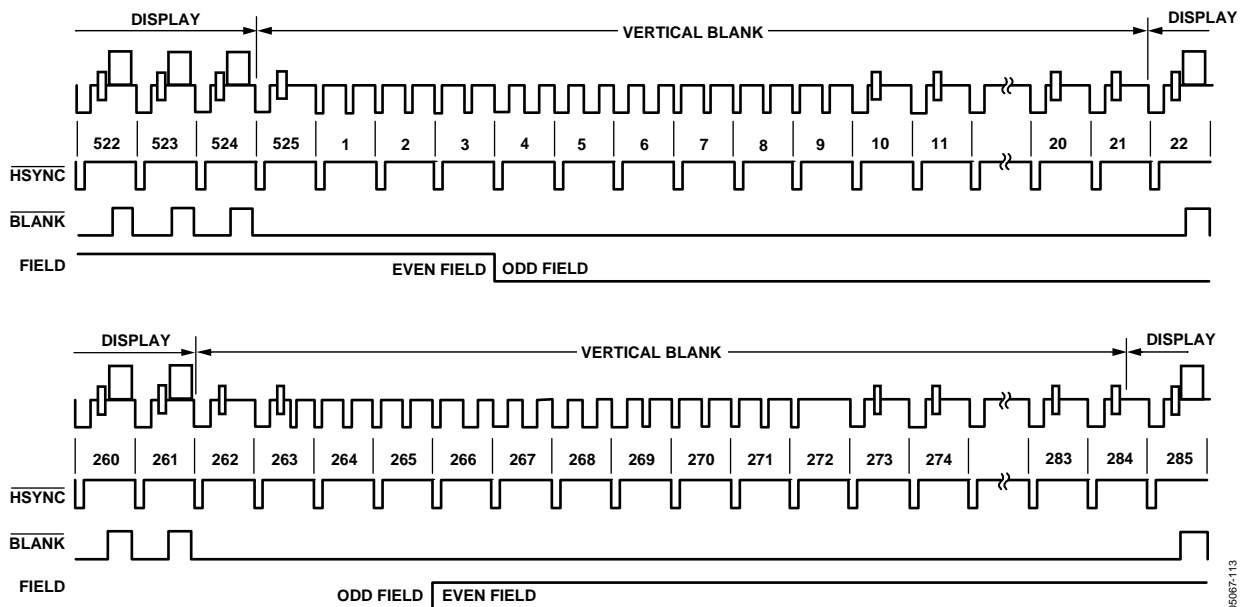 DISPLAY VERTICAL BLANK DISPLAY
522 523 524 525 1 2 3 4 5 6 7 8 9 10 11 20 21 22
HSYNC
BLANK
FIELD EVEN FIELD ODD FIELD
DISPLAY VERTICAL BLANK DISPLAY
260 261 262 263 264 265 266 267 268 269 270 271 272 273 274 283 284 285
HSYNC
BLANK
FIELD ODD FIELD EVEN FIELD
05067-113